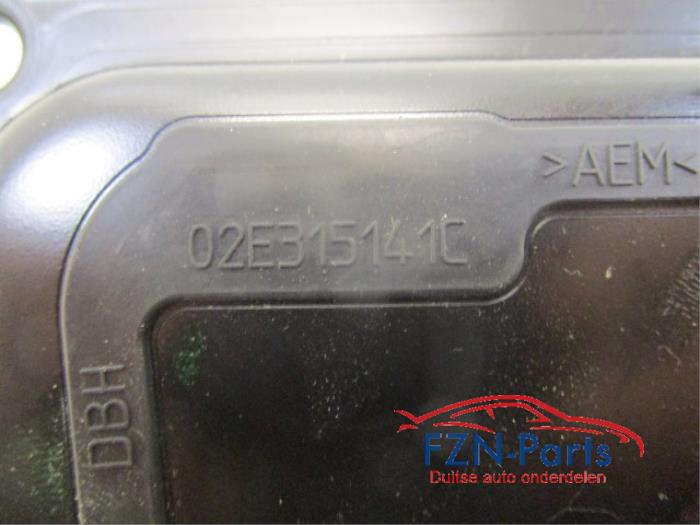 >AEM<
02E315141C
DBH
FZN-Parts
Duitse auto onderdelen